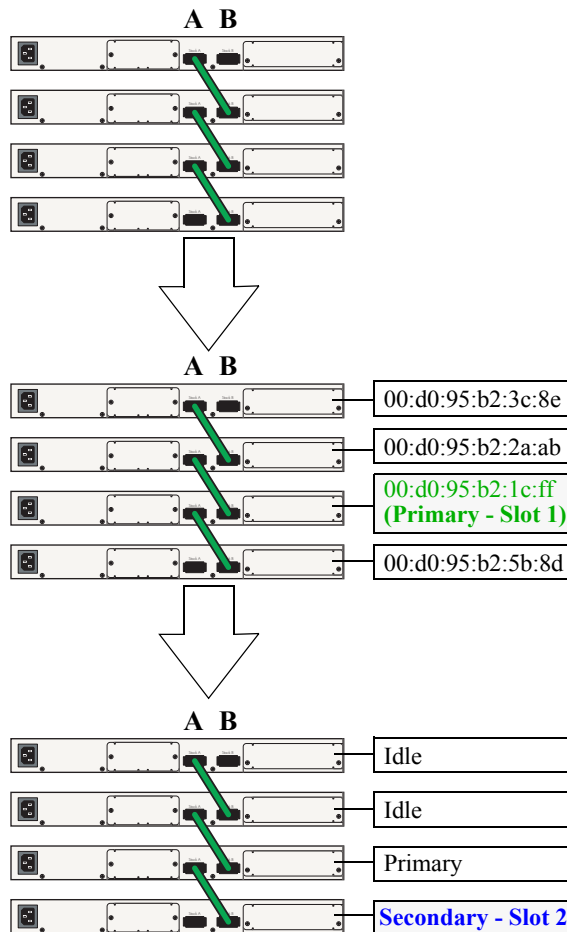 A B
A B
00:d0:95:b2:3c:8e
00:d0:95:b2:2a:ab
00:d0:95:b2:1c:ff
(Primary - Slot 1)
00:d0:95:b2:5b:8d
A B
Idle
Idle
Primary
Secondary - Slot 2